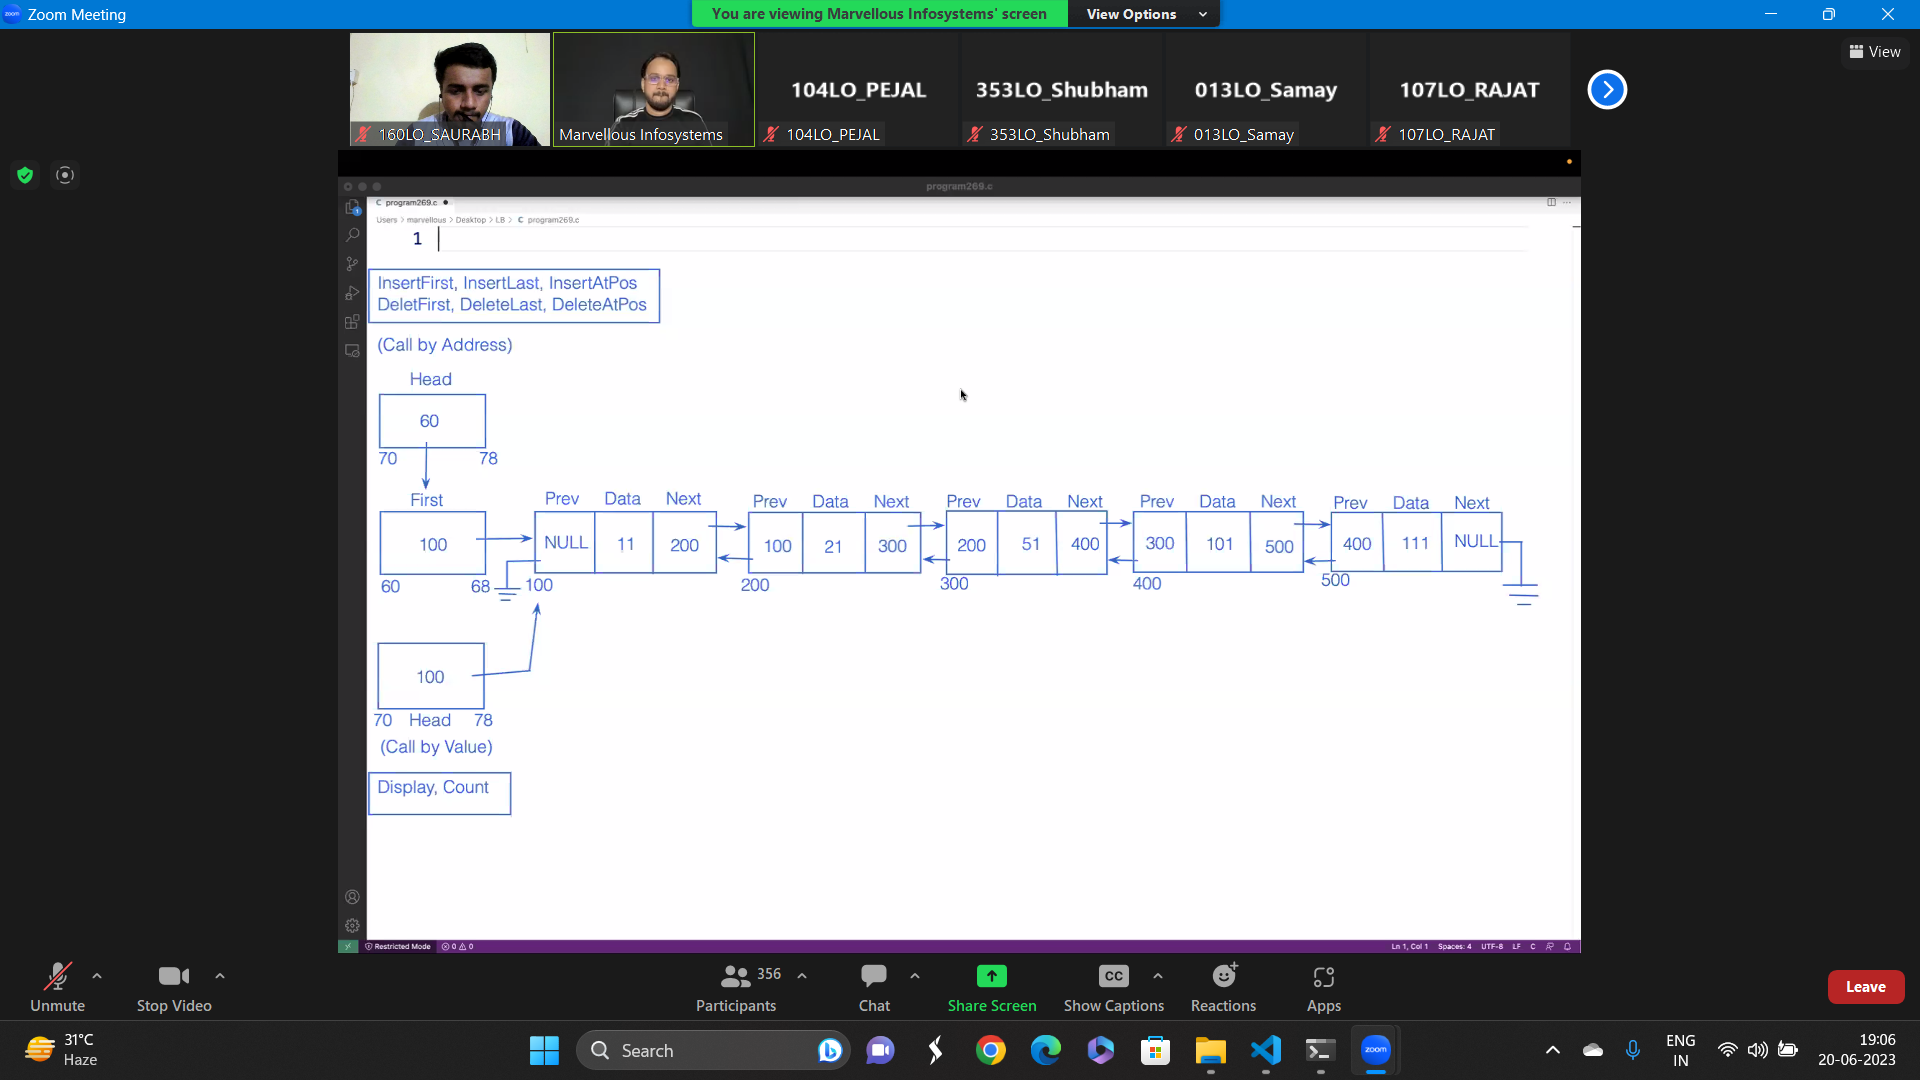 Zoom Meeting
You are viewing Marvellous Infosystems' screen
View Options
View
104LO_PEJAL
353LO_Shubham
013LO_Samay
107LO_RAJAT
160LO_SAURABH
Marvellous Infosystems
104LO_PEJAL
353LO_Shubham
013LO_Samay
107LO_RAJAT
program269.c
C program269.c
Users > marvellous > Desktop > LB > C program269.c
1
InsertFirst, InsertLast, InsertAtPos
DeletFirst, DeleteLast, DeleteAtPos
(Call by Address)
Head
60
70 78
First
Prev Data Next Prev Data Next Prev Data Next Prev Data Next Prev Data Next
100 NULL 11 200 100 21 300 200 51 400 300 101 500 400 111 NULL
60 68 100 200 300 400 500
100
70 Head 78
(Call by Value)
Display, Count
Restricted Mode 0 0 Ln 1, Col 1 Spaces: 4 UTF-8 LF C
356
Unmute Stop Video Participants Chat Share Screen CC Show Captions Reactions Apps Leave
31°C
Haze
Search
zoom
ENG
IN
19:06
20-06-2023